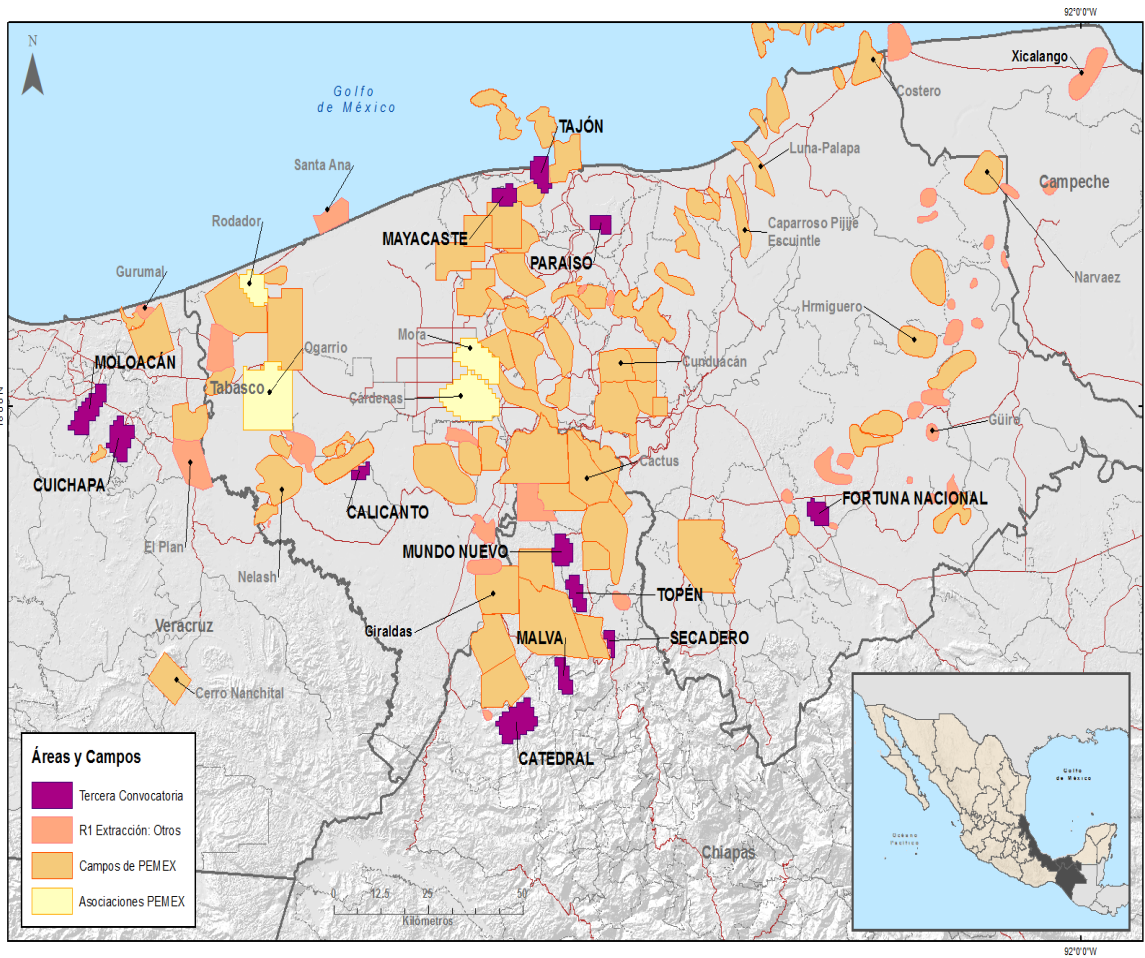 92°0'0"W
N
Xicalango
Golfo
de México
Costero
TAJÓN
Luna-Palapa
Santa Ana
Campeche
Rodador
MAYACASTE
Caparroso Pijije
Escuintle
PARAISO
Gurumal
Narvaez
Hrmiguero
Mora
Ogarrio
MOLOACÁN
Cunduacán
Tabasco
Cárdenas
Güiro
Cactus
CUICHAPA
FORTUNA NACIONAL
CALICANTO
El Plan
MUNDO NUEVO
Nelash
TOPÉN
Veracruz
Giraldas
MALVA
SECADERO
Cerro Nanchital
CATEDRAL
Áreas y Campos
Tercera Convocatoria
R1 Extracción: Otros
Campos de PEMEX
Asociaciones PEMEX
Chiapas
0 12.5 25 50
Kilómetros
Golfo
de México
Océano
Pacífico
92°0'0"W